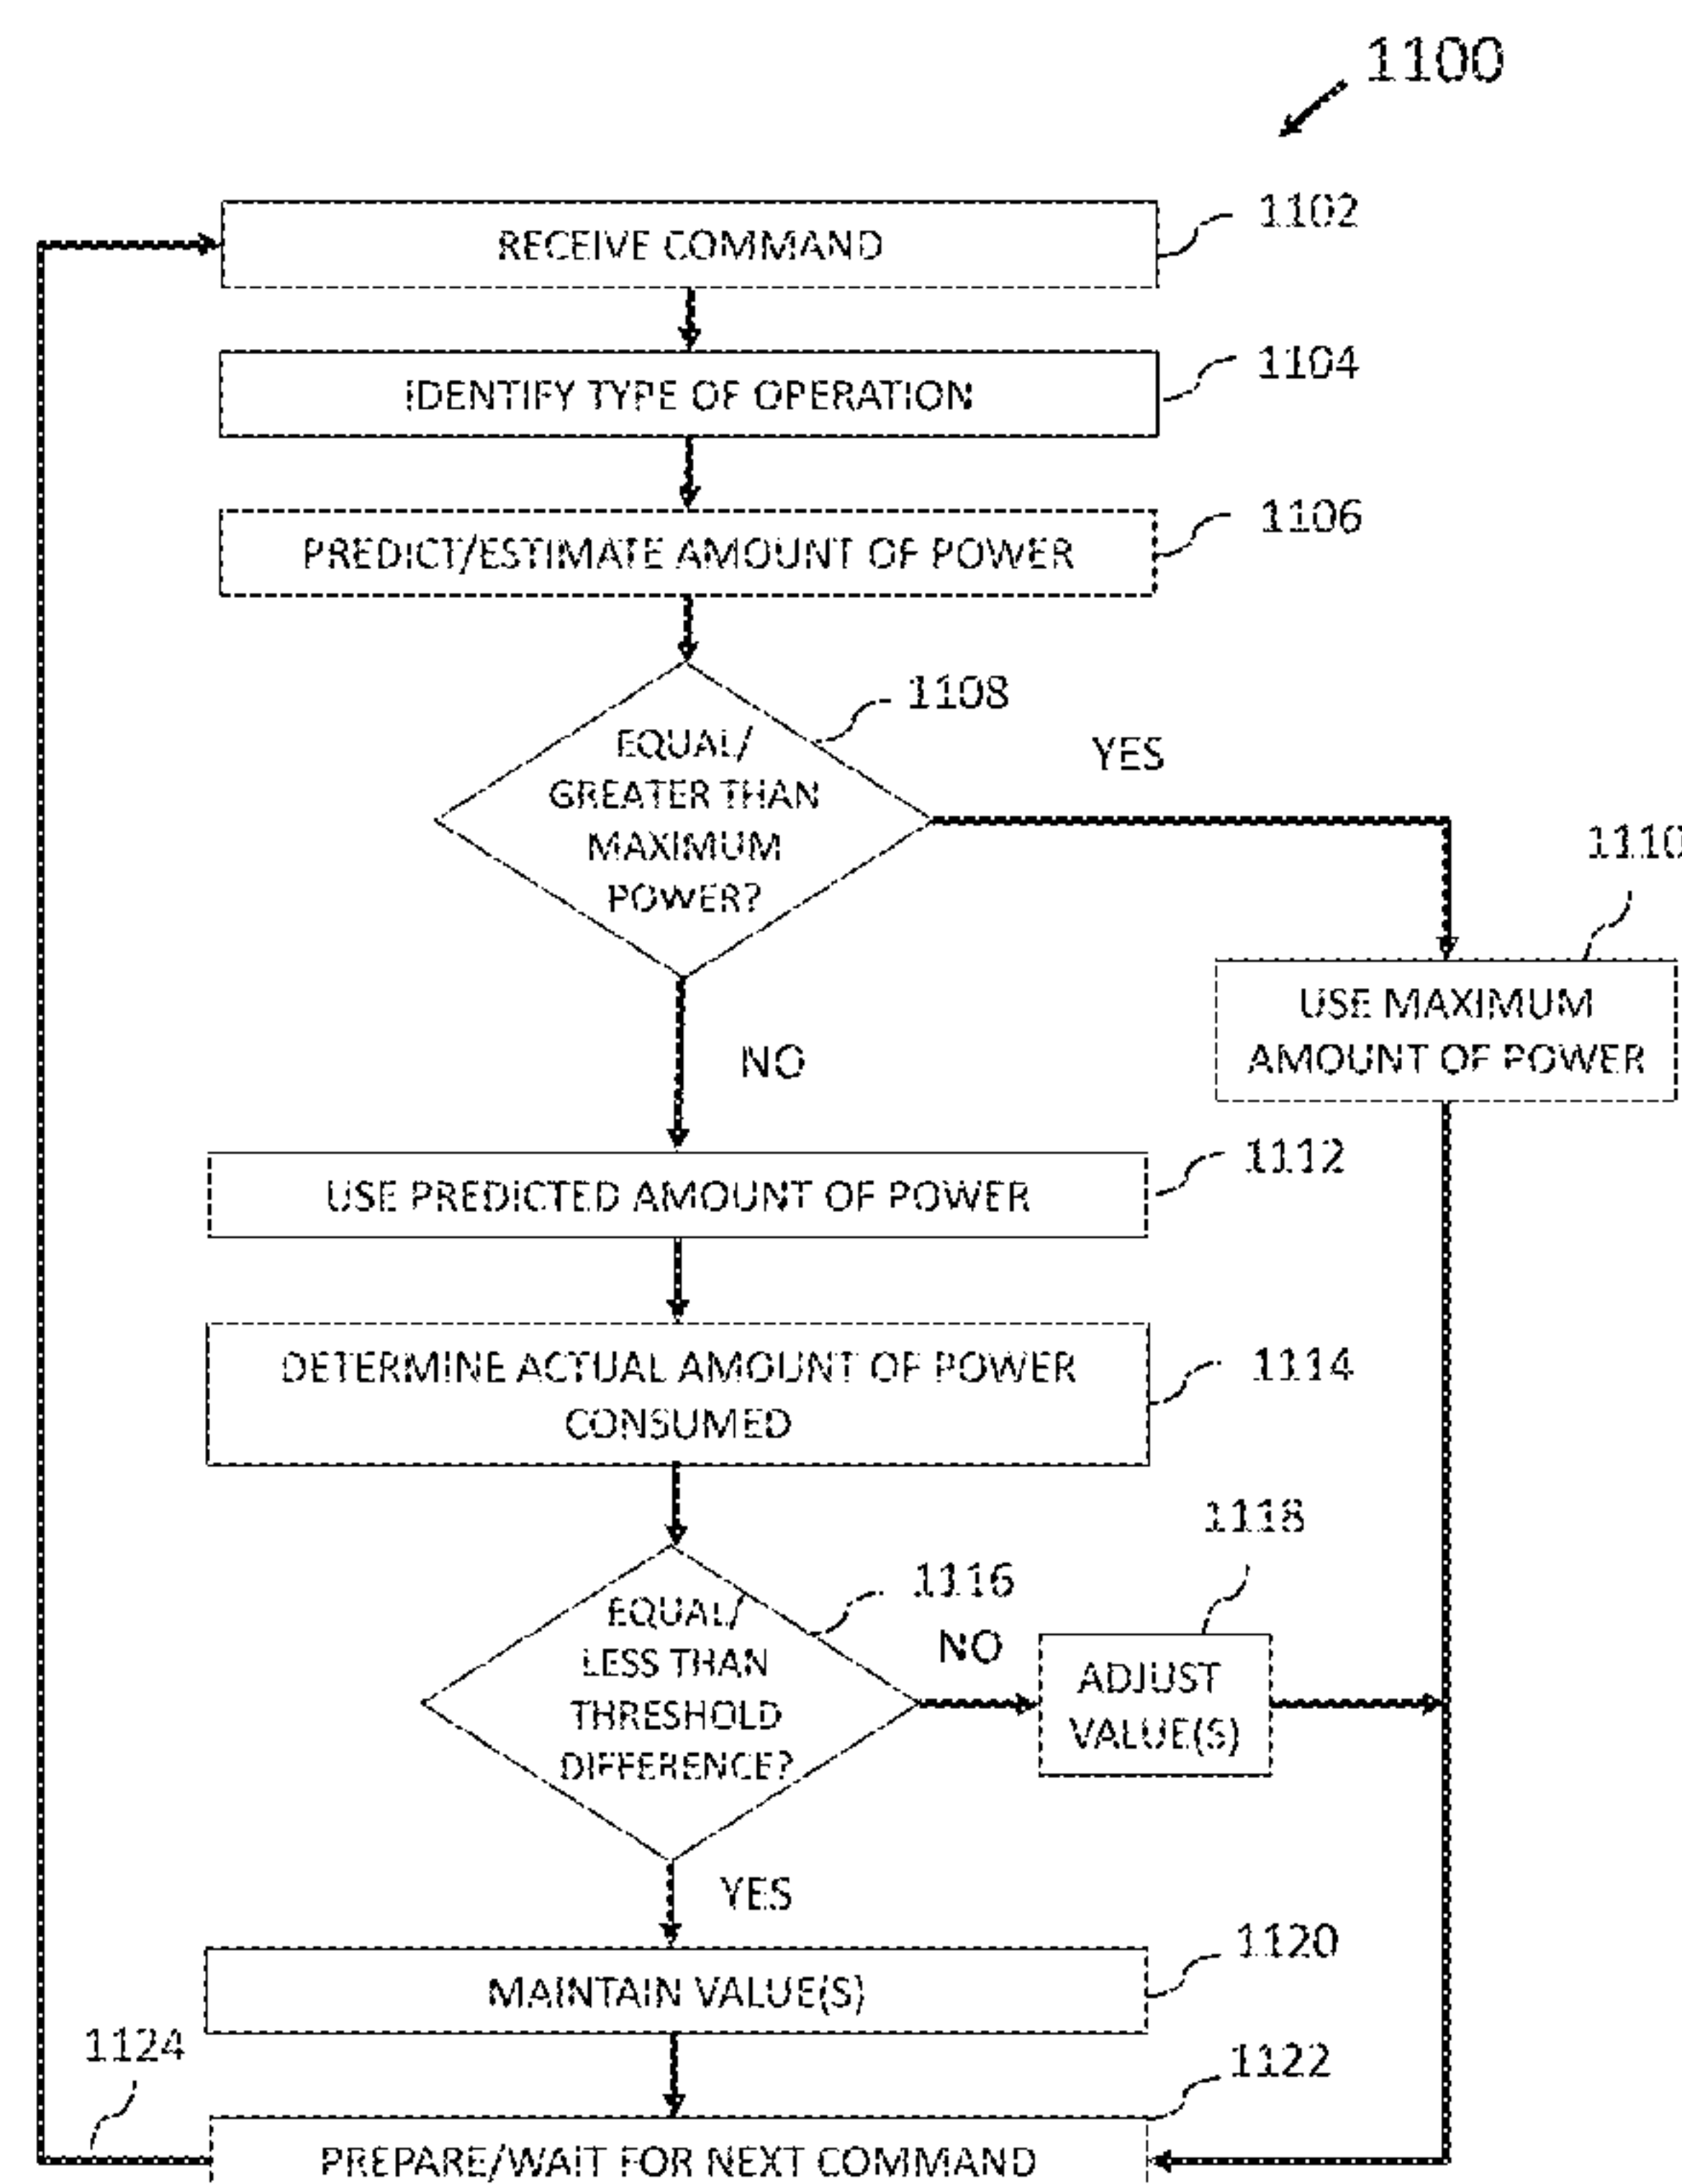 1100
RECEIVE COMMAND
1102
IDENTIFY TYPE OF OPERATION
1104
PREDICT/ESTIMATE AMOUNT OF POWER
1106
1108
EQUAL/
GREATER THAN
MAXIMUM
POWER?
YES
1110
USE MAXIMUM
AMOUNT OF POWER
NO
USE PREDICTED AMOUNT OF POWER
1112
DETERMINE ACTUAL AMOUNT OF POWER
CONSUMED
1114
1116
EQUAL/
LESS THAN
THRESHOLD
DIFFERENCE?
NO
1118
ADJUST
VALUE(S)
YES
MAINTAIN VALUE(S)
1120
1124
1122
PREPARE/WAIT FOR NEXT COMMAND